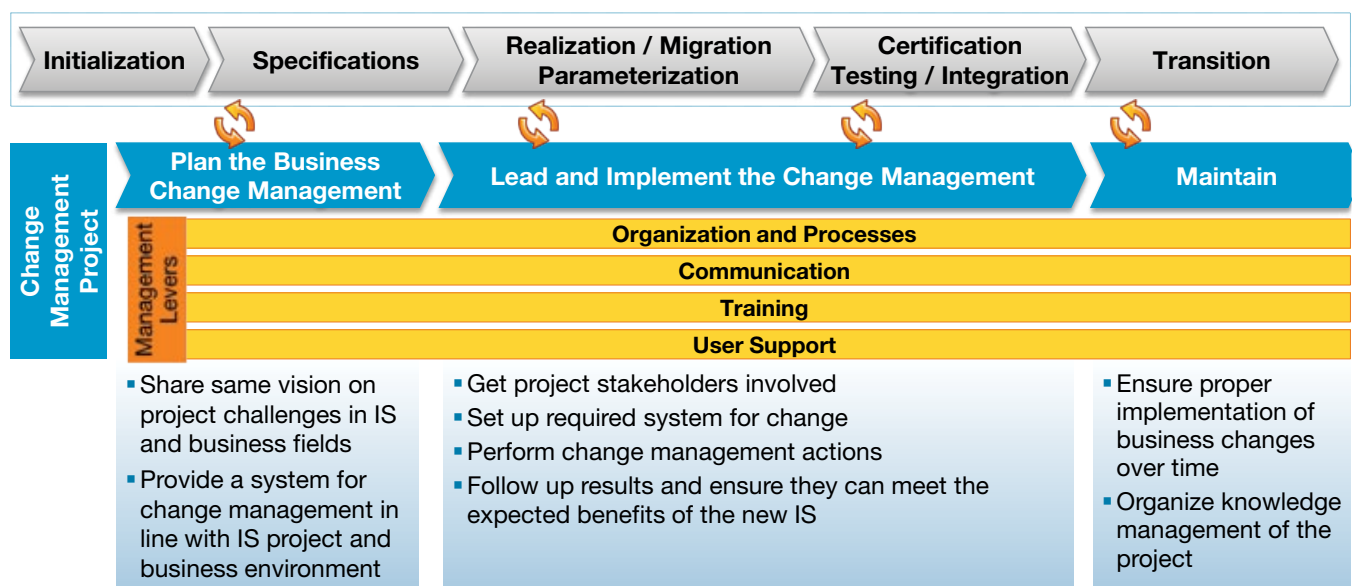 Initialization
Specifications
Realization / Migration
Parameterization
Certification
Testing / Integration
Transition
Change
Management
Project
Plan the Business
Change Management
Lead and Implement the Change Management
Maintain
Management
Levers
Organization and Processes
Communication
Training
User Support
▪ Share same vision on
project challenges in IS
and business fields
▪ Provide a system for
change management in
line with IS project and
business environment
▪ Get project stakeholders involved
▪ Set up required system for change
▪ Perform change management actions
▪ Follow up results and ensure they can meet the
expected benefits of the new IS
▪ Ensure proper
implementation of
business changes
over time
▪ Organize knowledge
management of the
project